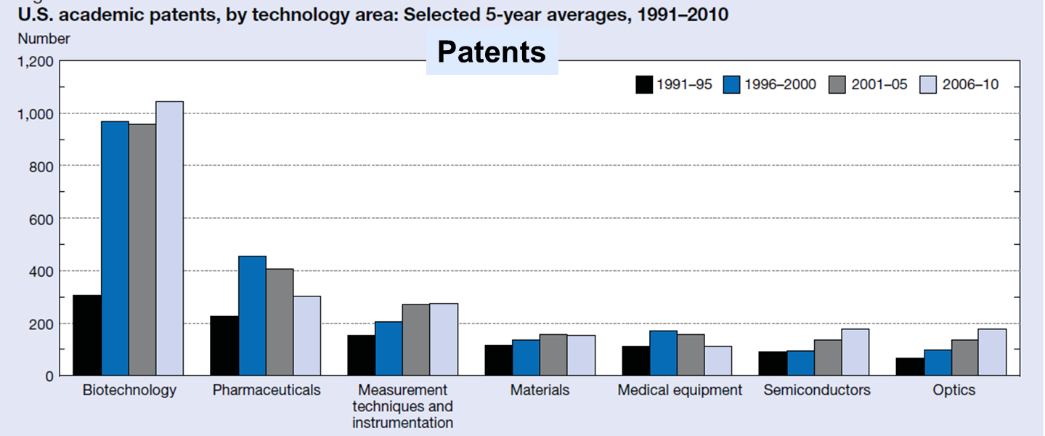 U.S. academic patents, by technology area: Selected 5-year averages, 1991–2010
Number
Patents
1,200
1,000
800
600
400
200
0
1991–95 1996–2000 2001–05 2006–10
Biotechnology Pharmaceuticals Measurement techniques and instrumentation Materials Medical equipment Semiconductors Optics